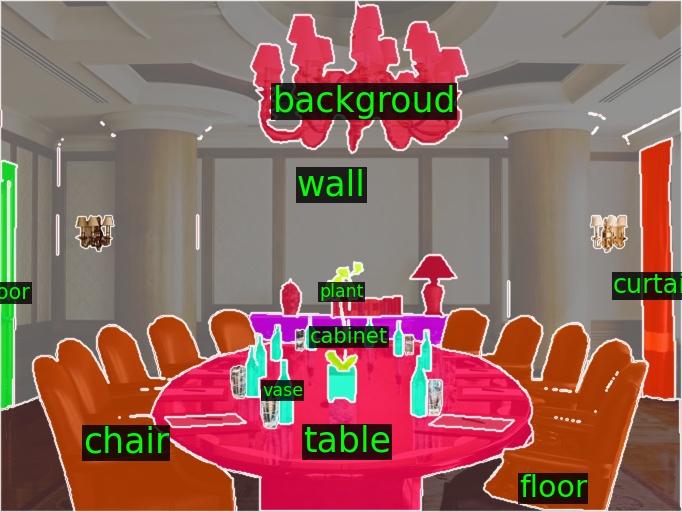 backgroud
wall
oor
plant
curtai
cabinet
vase
chair
table
floor